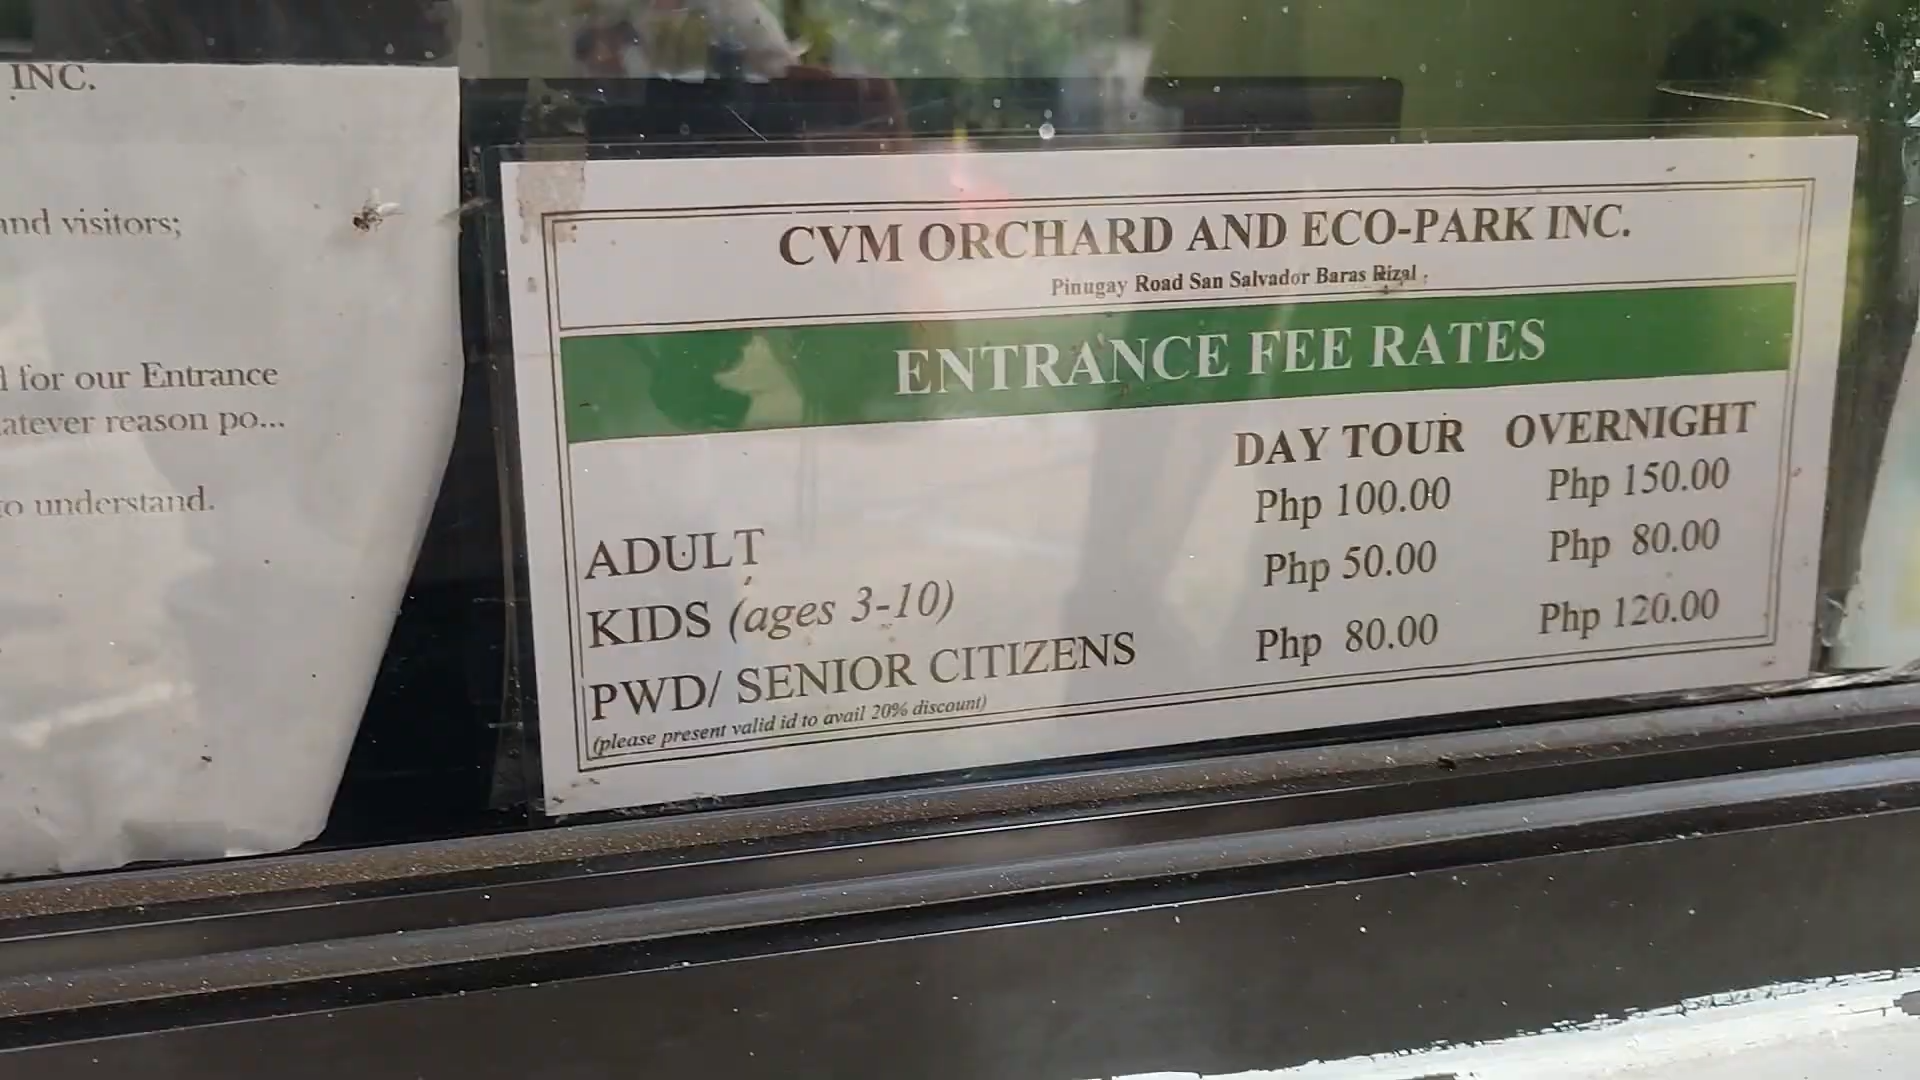 INC.
and visitors;
for our Entrance
atever reason po...
to understand.
CVM ORCHARD AND ECO-PARK INC.
Pinugay Road San Salvador Baras Rizal
ENTRANCE FEE RATES
DAY TOUR OVERNIGHT
ADULT Php 100.00 Php 150.00
KIDS (ages 3-10) Php 50.00 Php 80.00
PWD/ SENIOR CITIZENS Php 80.00 Php 120.00
(please present valid id to avail 20% discount)